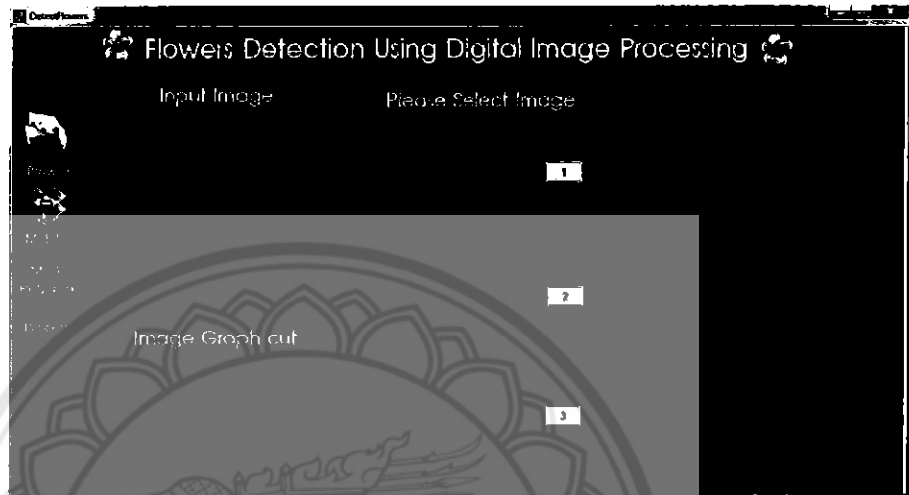 DetectFlowers
Flowers Detection Using Digital Image Processing
Input Image
Please Select Image
1
2
Image Graph cut
3